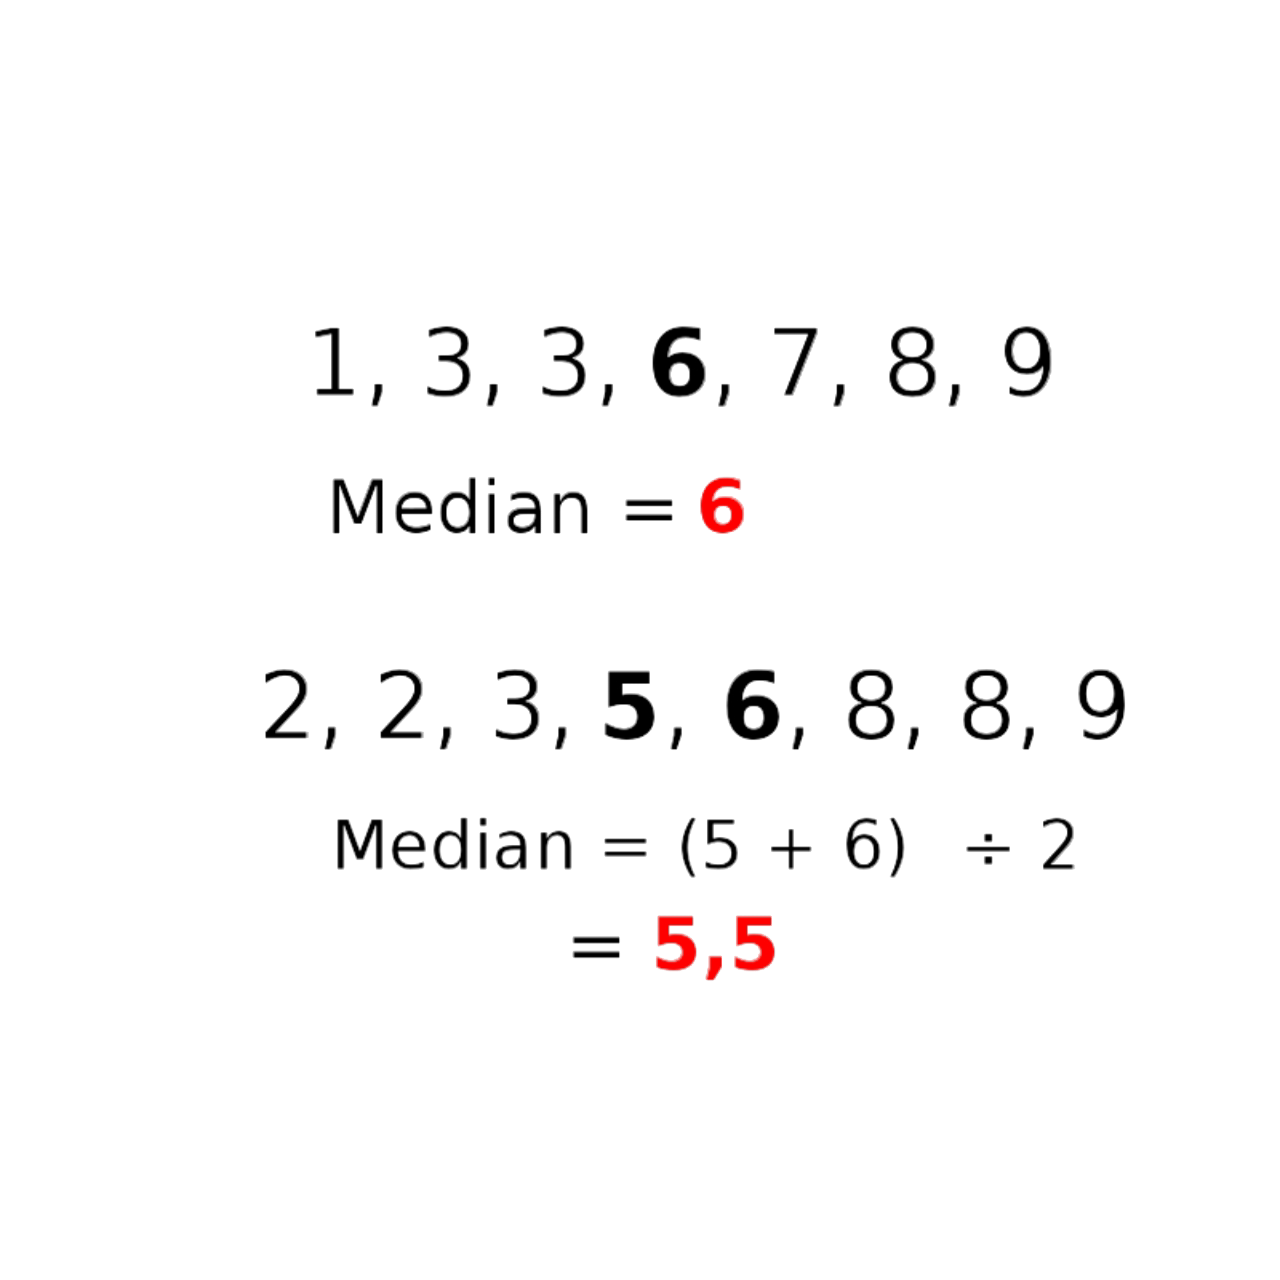 1, 3, 3, 6, 7, 8, 9
Median = 6
2, 2, 3, 5, 6, 8, 8, 9
Median = (5 + 6) ÷ 2
= 5,5